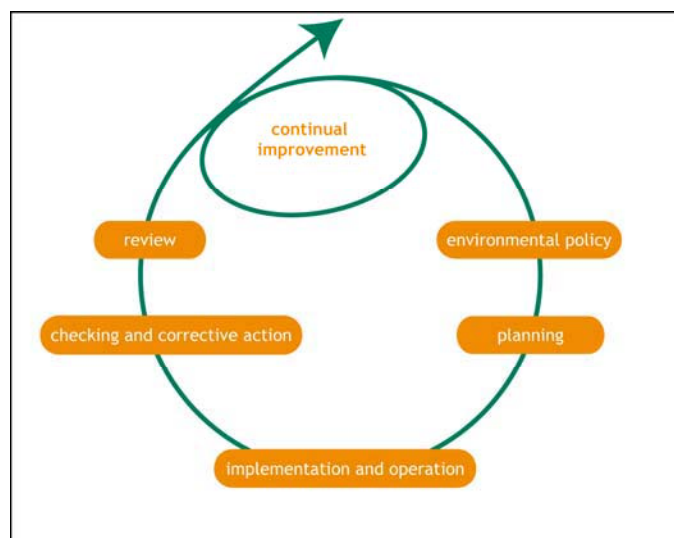 continual
improvement
review
environmental policy
checking and corrective action
planning
implementation and operation